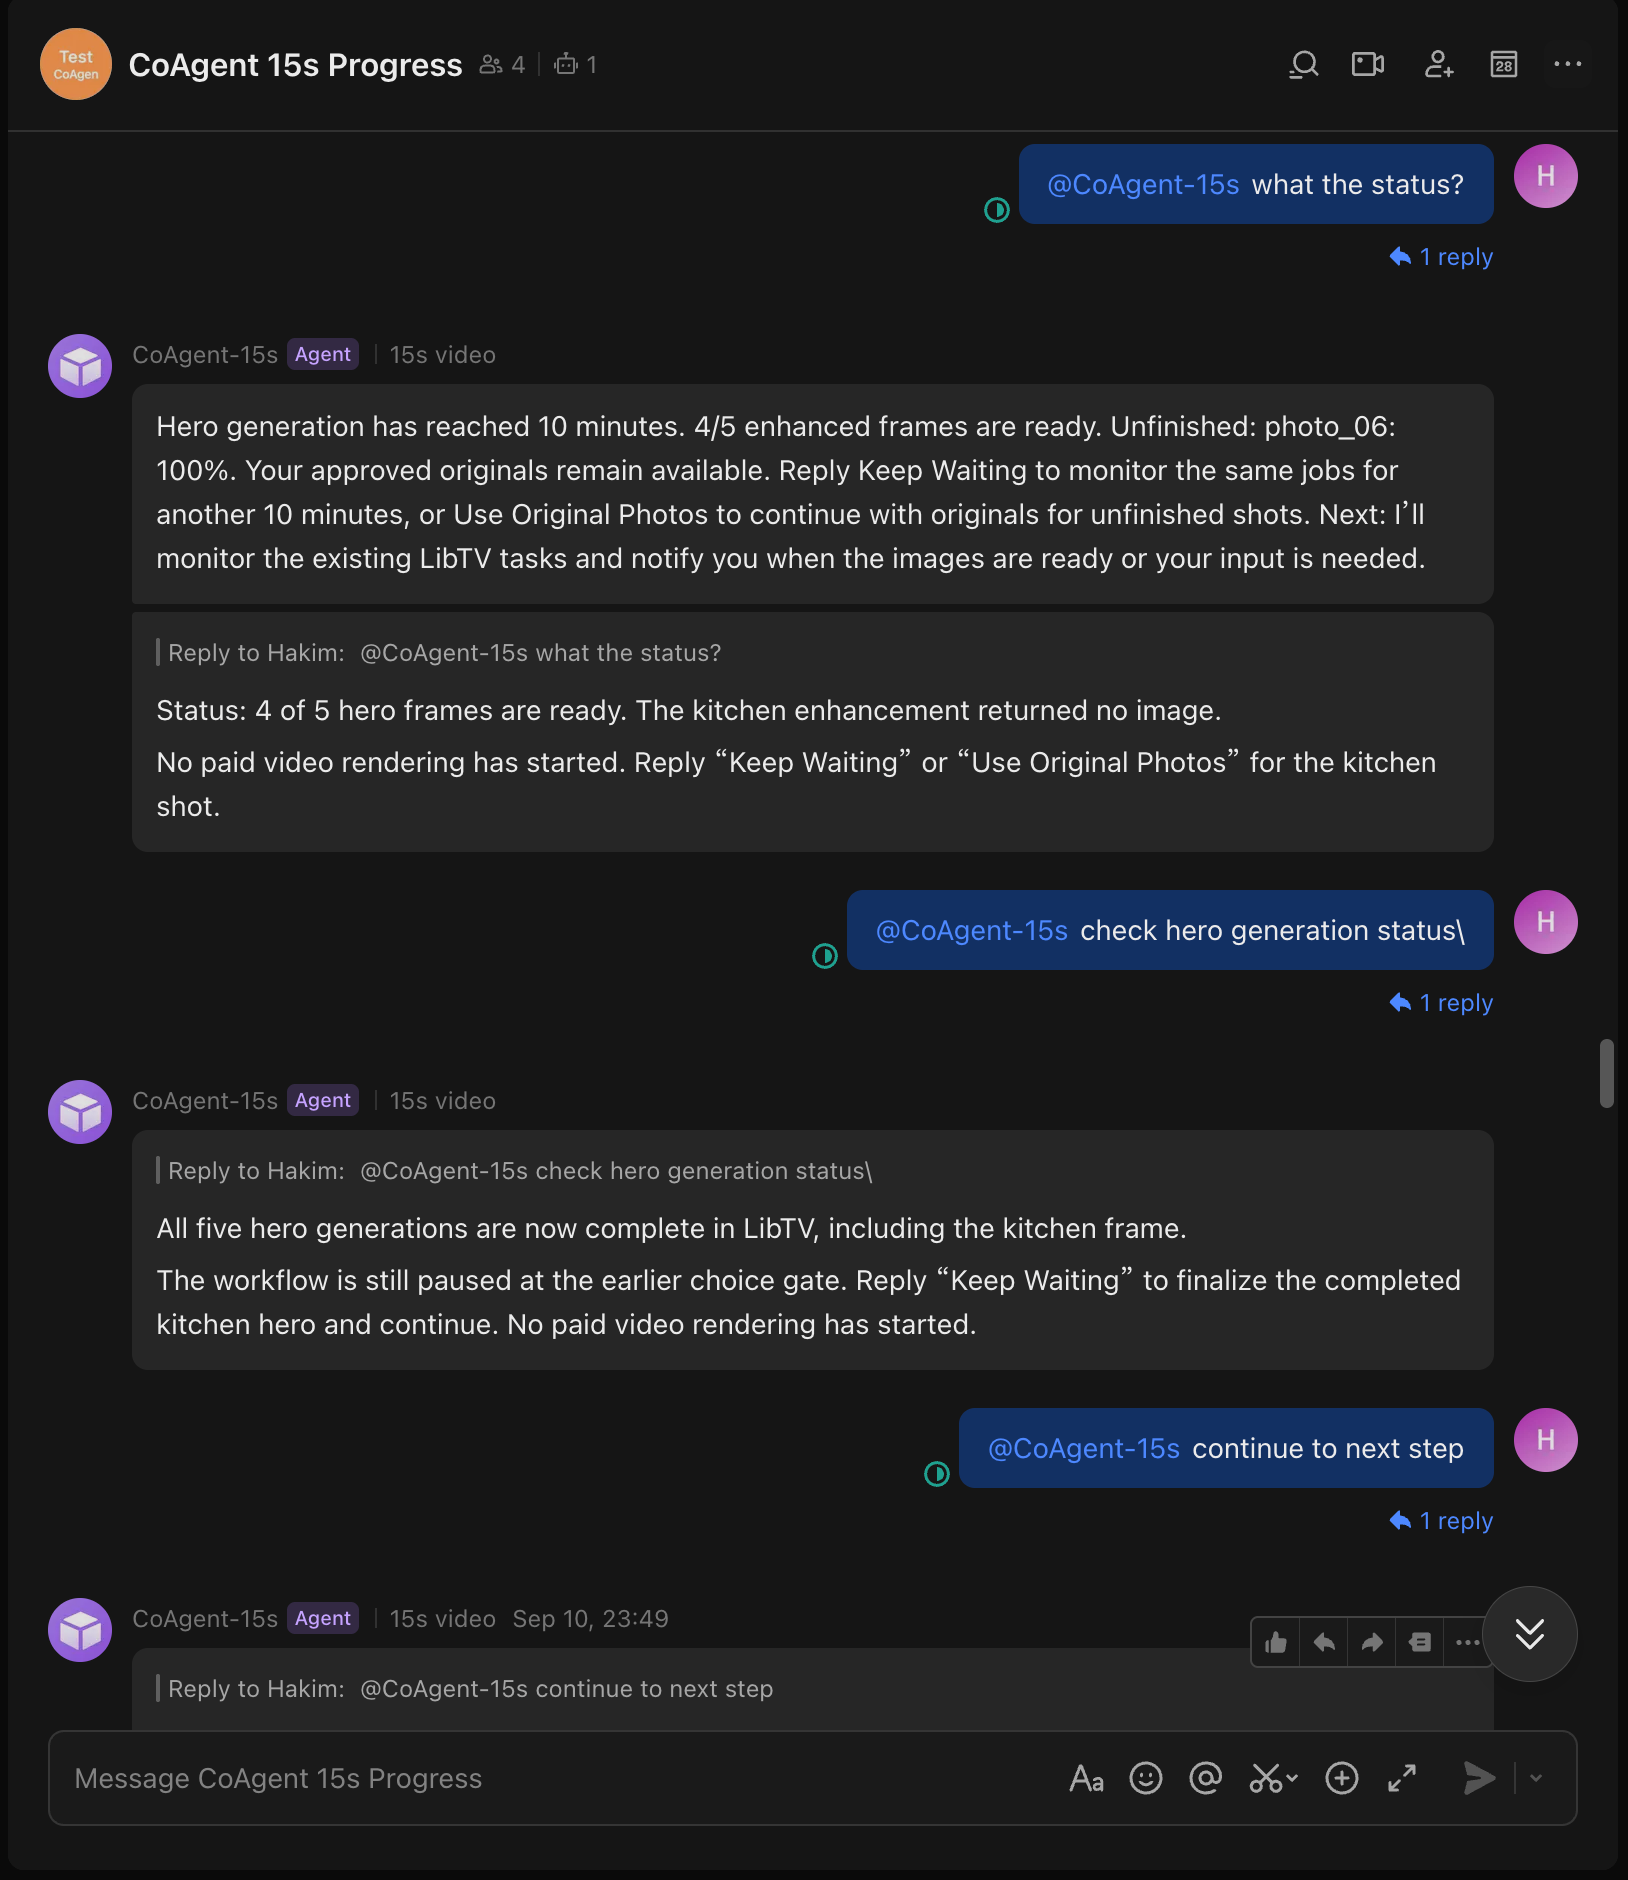 Test
CoAgen
CoAgent 15s Progress
4
1
28
@CoAgent-15s what the status?
H
1 reply
CoAgent-15s Agent 15s video
Hero generation has reached 10 minutes. 4/5 enhanced frames are ready. Unfinished: photo_06:
100%. Your approved originals remain available. Reply Keep Waiting to monitor the same jobs for
another 10 minutes, or Use Original Photos to continue with originals for unfinished shots. Next: I’ll
monitor the existing LibTV tasks and notify you when the images are ready or your input is needed.
Reply to Hakim: @CoAgent-15s what the status?
Status: 4 of 5 hero frames are ready. The kitchen enhancement returned no image.
No paid video rendering has started. Reply “Keep Waiting” or “Use Original Photos” for the kitchen
shot.
@CoAgent-15s check hero generation status\
H
1 reply
CoAgent-15s Agent 15s video
Reply to Hakim: @CoAgent-15s check hero generation status\
All five hero generations are now complete in LibTV, including the kitchen frame.
The workflow is still paused at the earlier choice gate. Reply “Keep Waiting” to finalize the completed
kitchen hero and continue. No paid video rendering has started.
@CoAgent-15s continue to next step
H
1 reply
CoAgent-15s Agent 15s video Sep 10, 23:49
Reply to Hakim: @CoAgent-15s continue to next step
Message CoAgent 15s Progress
Aa